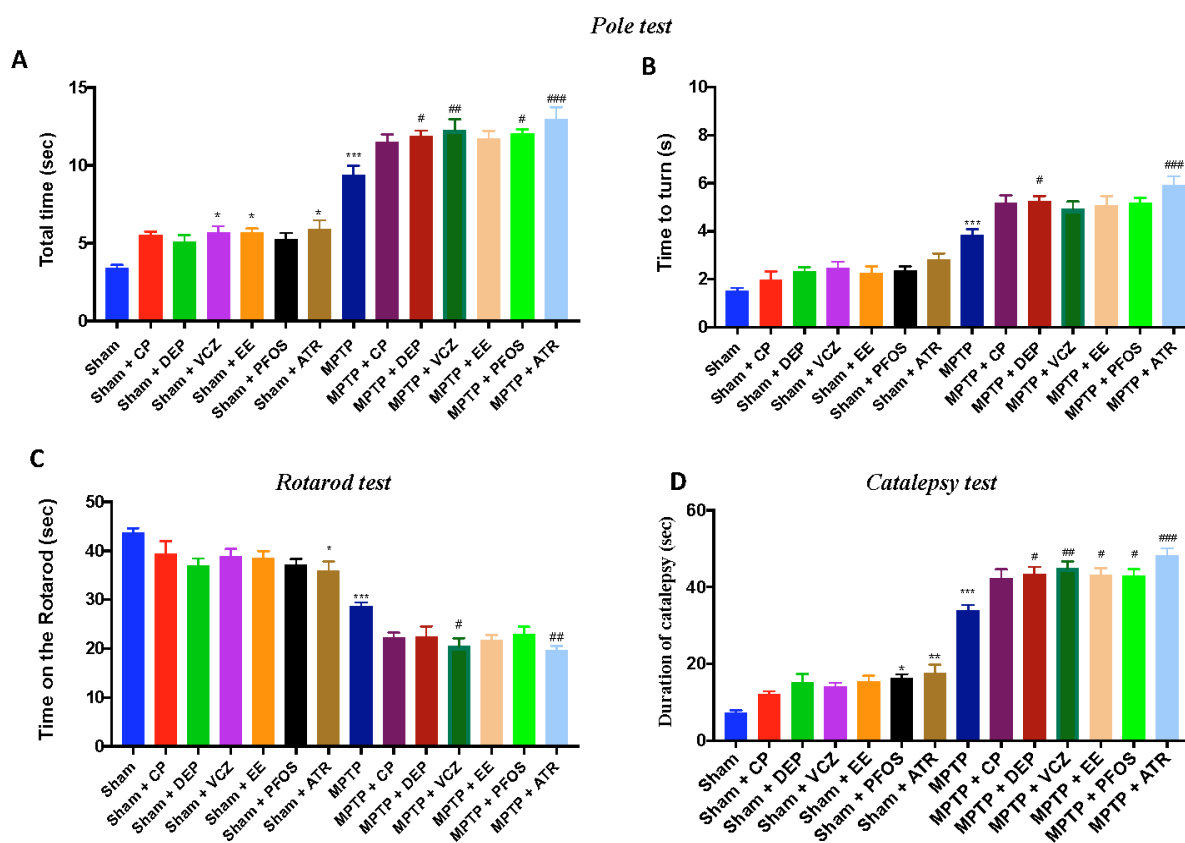 Pole test
A
Total time (sec)
15
10
5
0
*
*
*
***
#
##
#
###
Sham
Sham + CP
Sham + DEP
Sham + VCZ
Sham + EE
Sham + PFOS
Sham + ATR
MPTP
MPTP + CP
MPTP + DEP
MPTP + VCZ
MPTP + EE
MPTP + PFOS
MPTP + ATR
B
Time to turn (s)
10
8
6
4
2
0
***
#
###
Sham
Sham + CP
Sham + DEP
Sham + VCZ
Sham + EE
Sham + PFOS
Sham + ATR
MPTP
MPTP + CP
MPTP + DEP
MPTP + VCZ
MPTP + EE
MPTP + PFOS
MPTP + ATR
C
Rotarod test
Time on the Rotarod (sec)
50
40
30
20
10
0
*
***
#
##
Sham
Sham + CP
Sham + DEP
Sham + VCZ
Sham + EE
Sham + PFOS
Sham + ATR
MPTP
MPTP + CP
MPTP + DEP
MPTP + VCZ
MPTP + EE
MPTP + PFOS
MPTP + ATR
D
Catalepsy test
Duration of catalepsy (sec)
60
40
20
0
*
**
***
#
##
#
#
###
Sham
Sham + CP
Sham + DEP
Sham + VCZ
Sham + EE
Sham + PFOS
Sham + ATR
MPTP
MPTP + CP
MPTP + DEP
MPTP + VCZ
MPTP + EE
MPTP + PFOS
MPTP + ATR